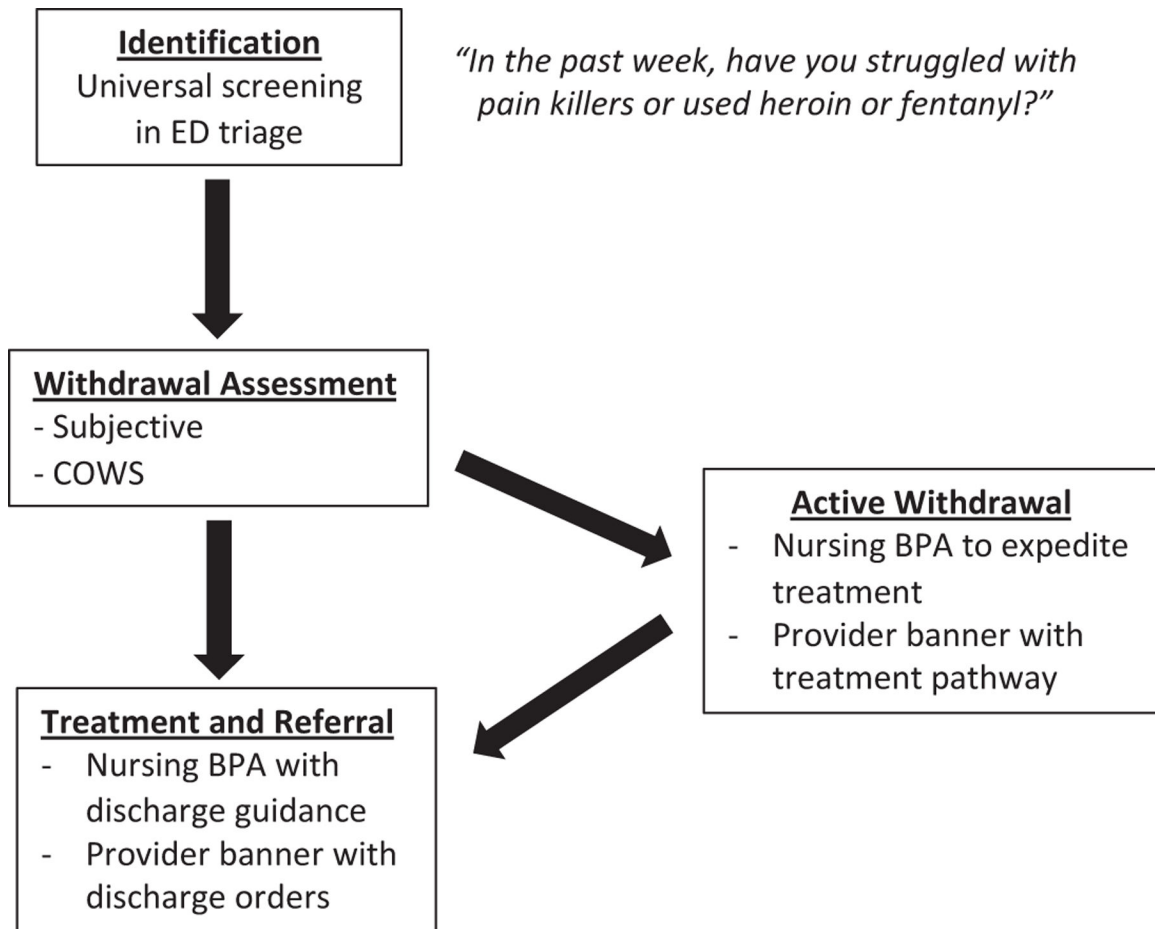 Identification
Universal screening
in ED triage
“In the past week, have you struggled with
pain killers or used heroin or fentanyl?”
Withdrawal Assessment
- Subjective
- COWS
Active Withdrawal
- Nursing BPA to expedite
treatment
- Provider banner with
treatment pathway
Treatment and Referral
- Nursing BPA with
discharge guidance
- Provider banner with
discharge orders